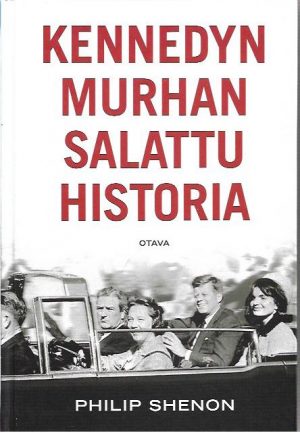 KENNEDYN
MURHAN
SALATTU
HISTORIA
OTAVA
PHILIP SHENON